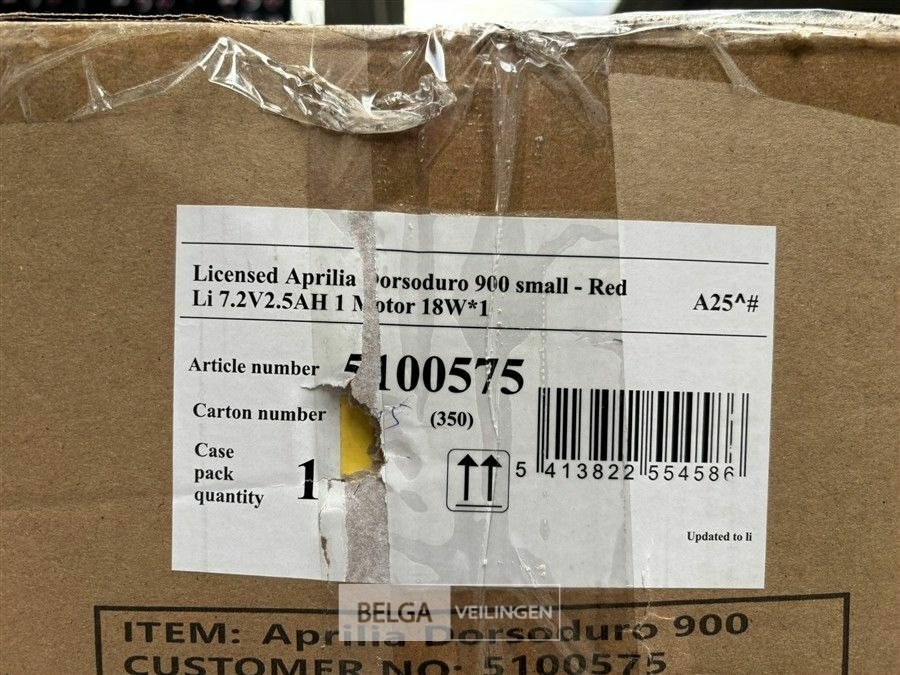 Licensed Aprilia Dorsoduro 900 small - Red
Li 7.2V2.5AH 1 Motor 18W*1
A25^#
Article number 5100575
Carton number (350)
Case
pack
quantity 1
5 413822 554586
Updated to li
BELGA VEILINGEN
ITEM: Aprilia Dorsoduro 900
CUSTOMER NO: 5100575